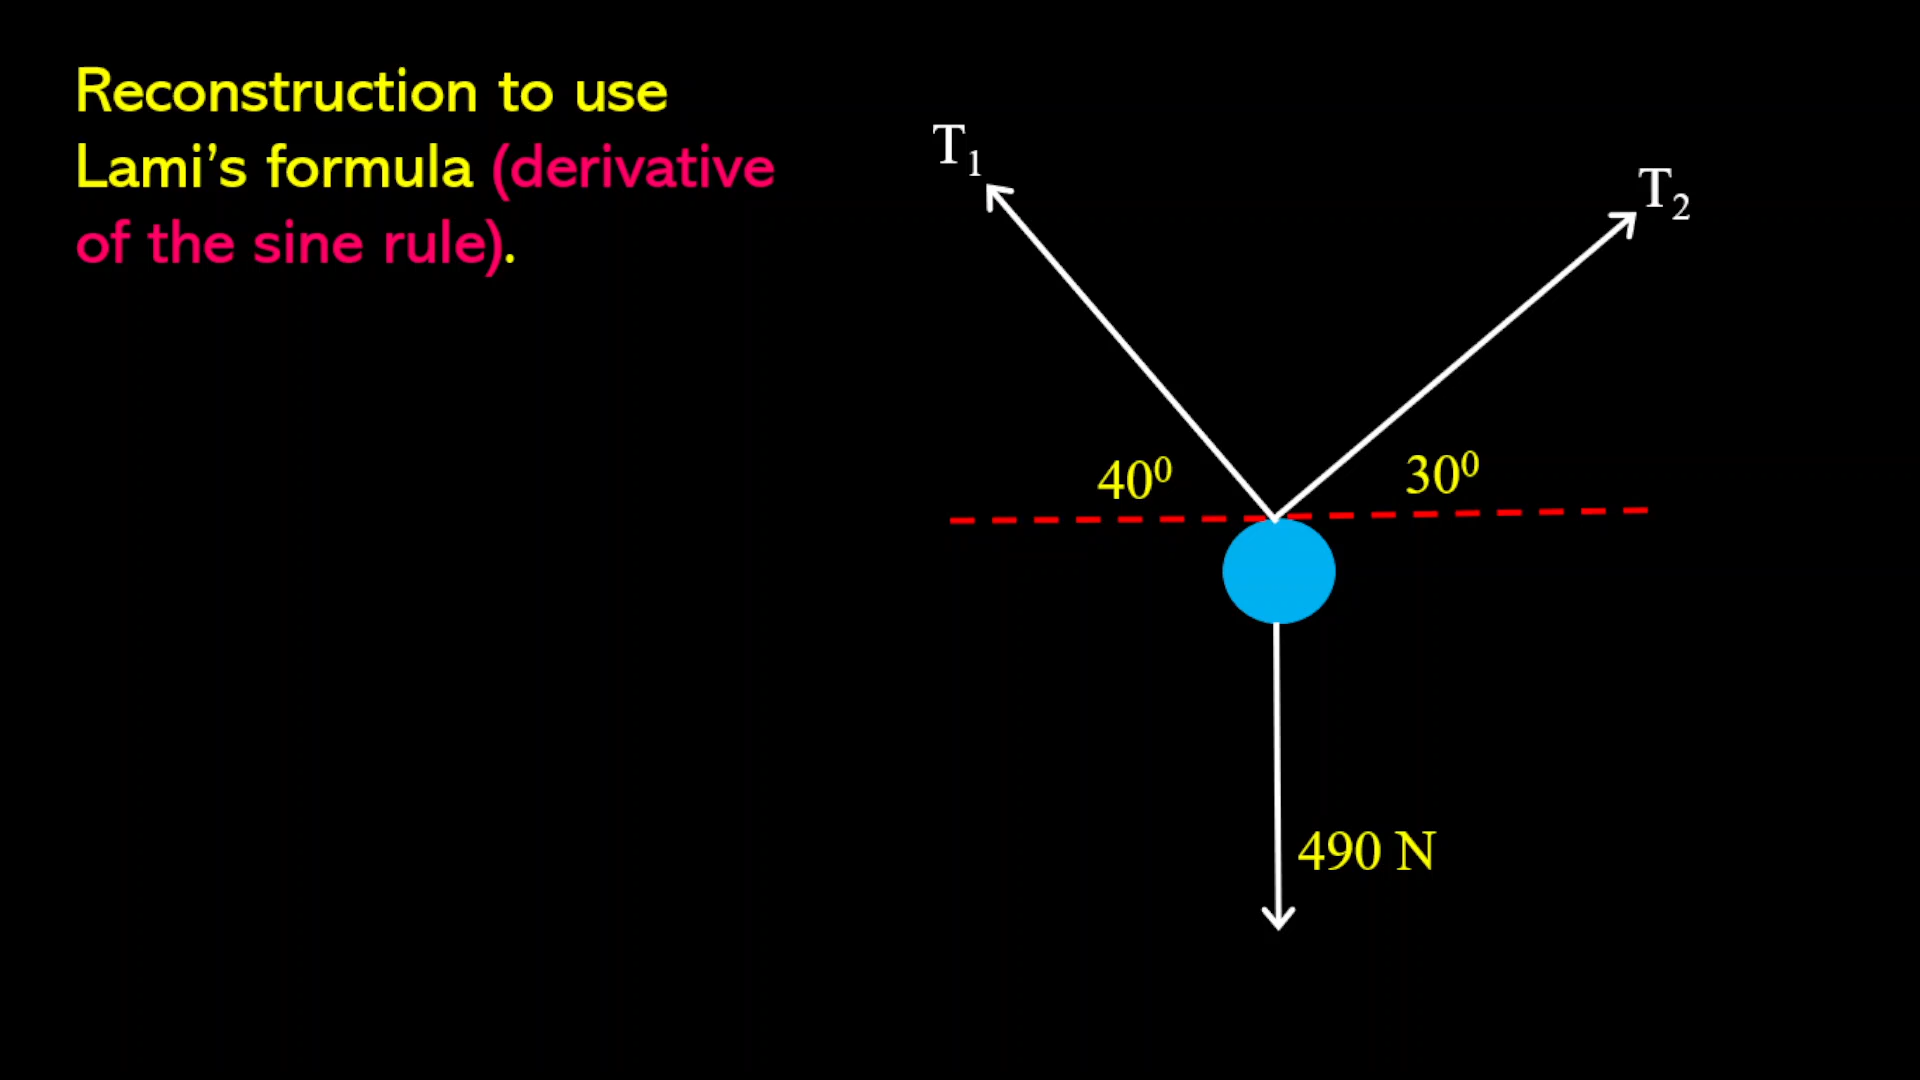 Reconstruction to use
Lami’s formula (derivative
of the sine rule).
T₁
T₂
40⁰
30⁰
490 N